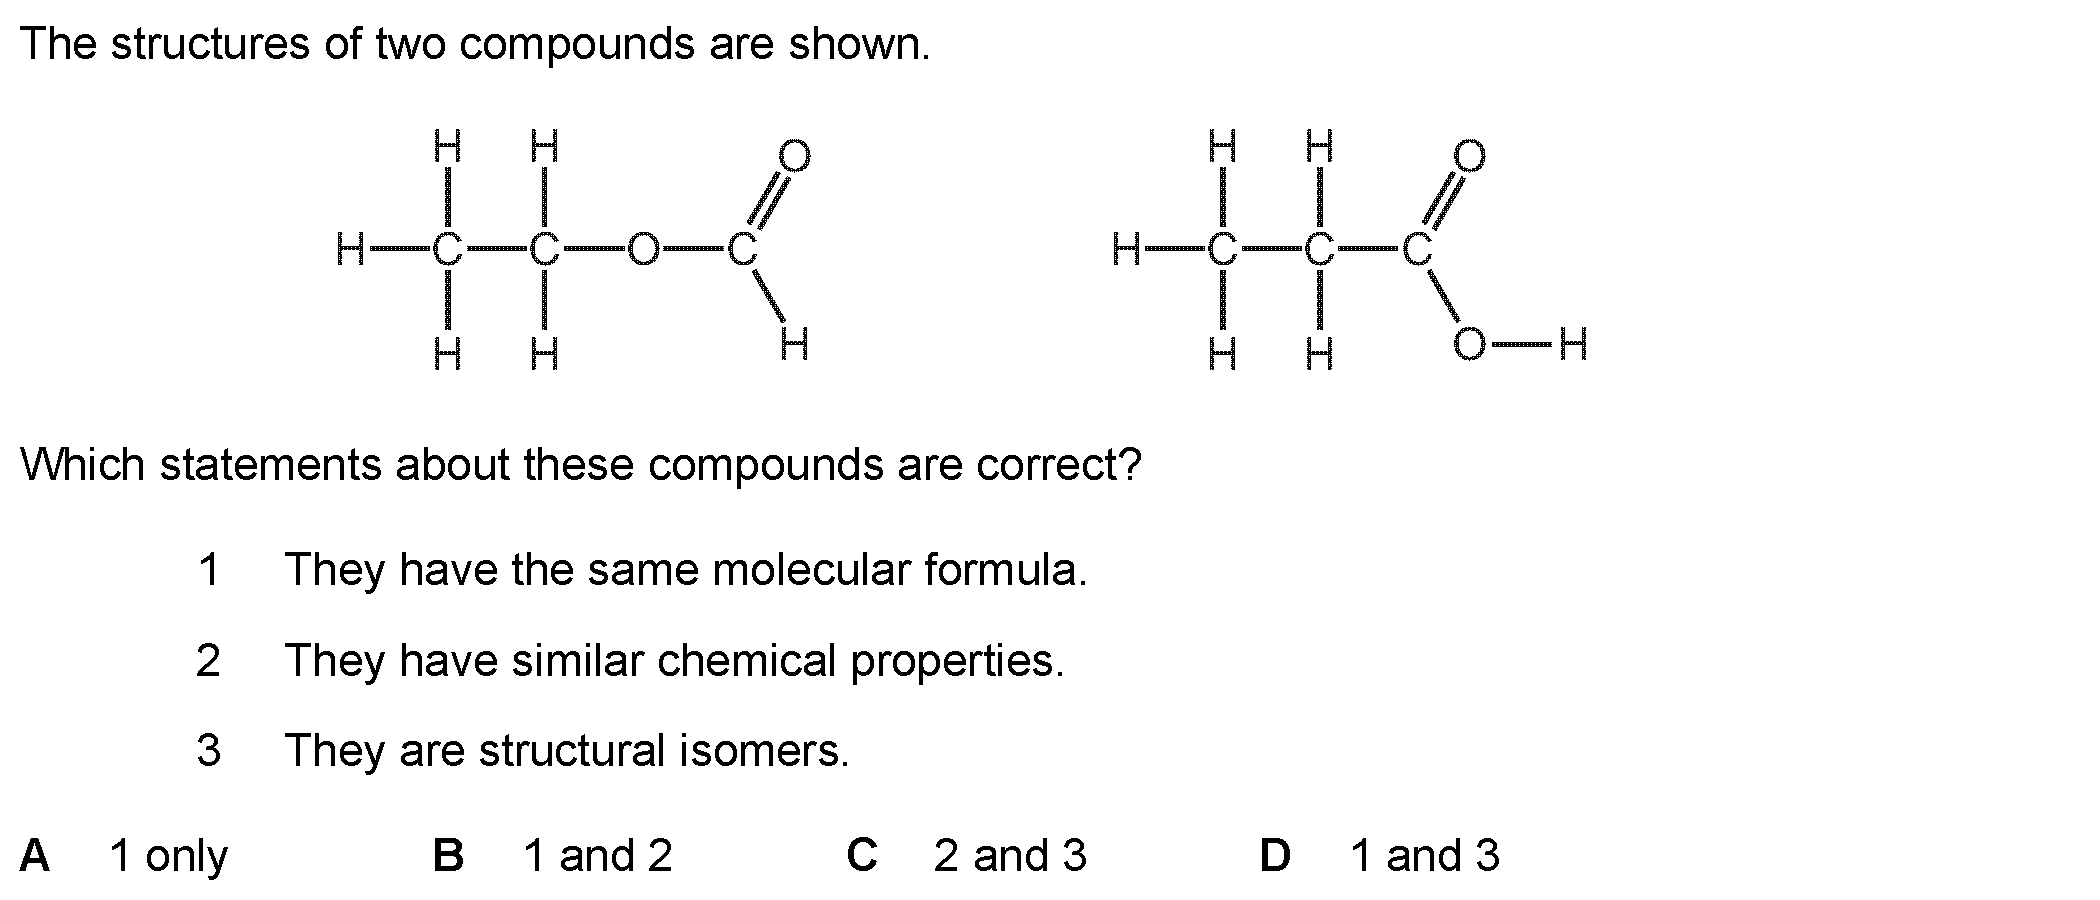 The structures of two compounds are shown.
H H O H H O
H C C O C H C C C
H H H H H O H
Which statements about these compounds are correct?
1 They have the same molecular formula.
2 They have similar chemical properties.
3 They are structural isomers.
A 1 only B 1 and 2 C 2 and 3 D 1 and 3